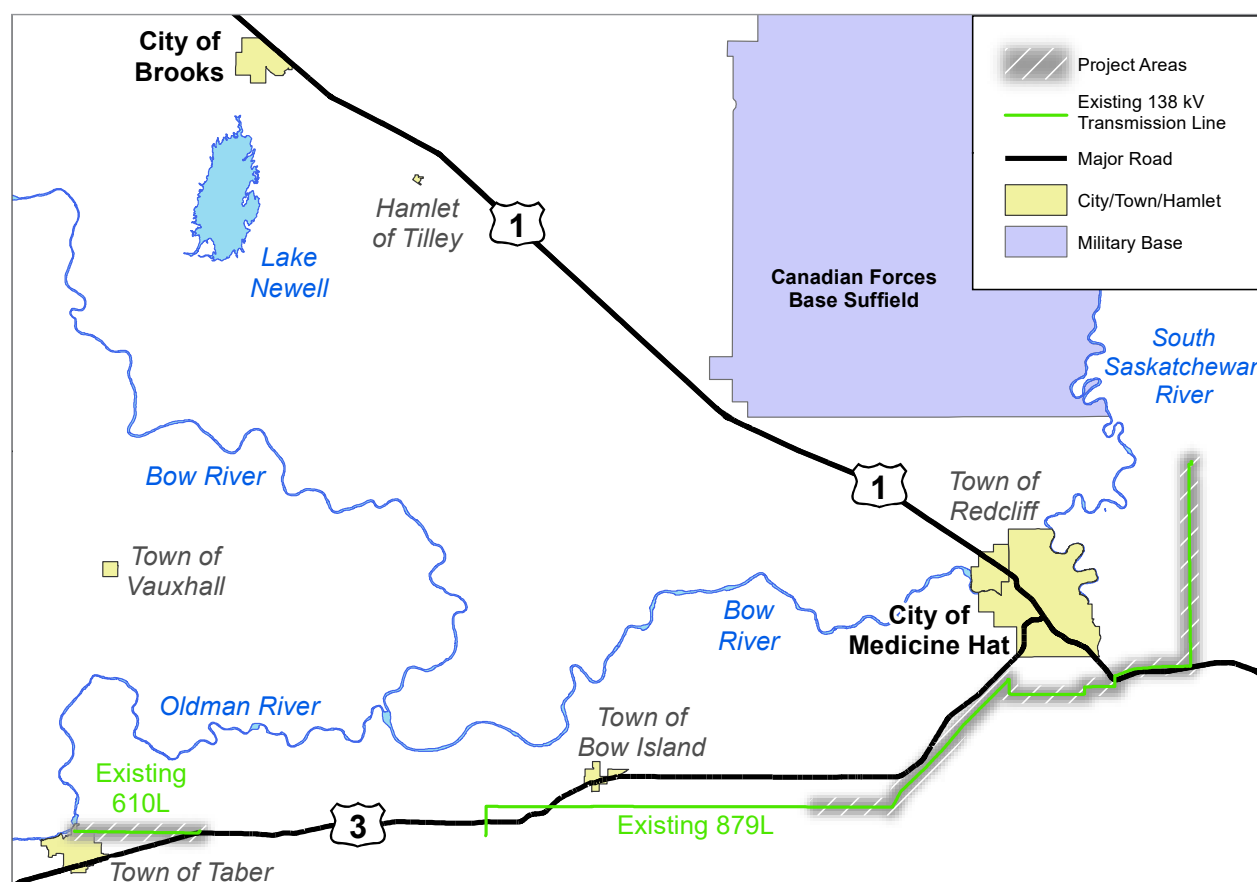 City of
Brooks
Project Areas
Existing 138 kV
Transmission Line
Major Road
City/Town/Hamlet
Military Base
Hamlet
of Tilley
1
Lake
Newell
Canadian Forces
Base Suffield
South
Saskatchewan
River
Bow River
1
Town of
Redcliff
Town of
Vauxhall
Bow
River
City of
Medicine Hat
Oldman River
Town of
Bow Island
Existing
610L
3
Existing 879L
Town of Taber